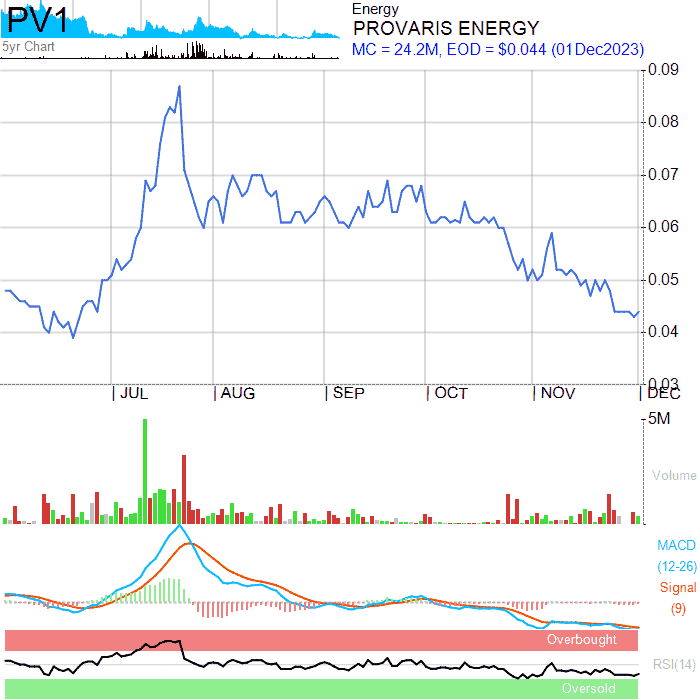 PV1
5yr Chart
Energy
PROVARIS ENERGY
MC = 24.2M, EOD = $0.044 (01Dec2023)
0.09
0.08
0.07
0.06
0.05
0.04
0.03
JUL AUG SEP OCT NOV DEC
5M
Volume
MACD
(12-26)
Signal
(9)
Overbought
RSI(14)
Oversold